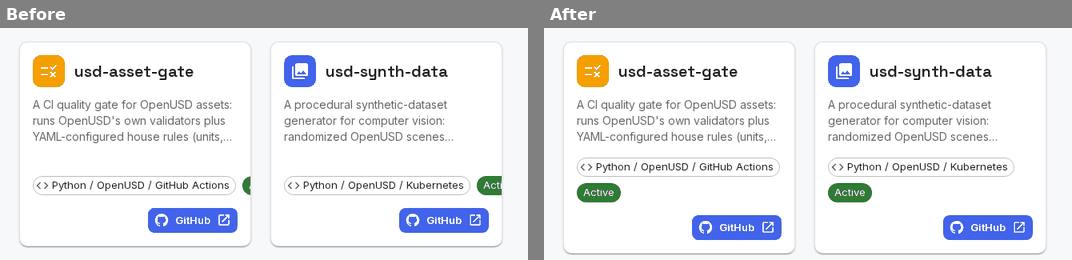 Before
After
usd-asset-gate
A CI quality gate for OpenUSD assets:
runs OpenUSD's own validators plus
YAML-configured house rules (units,...
Python / OpenUSD / GitHub Actions
GitHub
usd-synth-data
A procedural synthetic-dataset
generator for computer vision:
randomized OpenUSD scenes...
Python / OpenUSD / Kubernetes
Acti
GitHub
usd-asset-gate
A CI quality gate for OpenUSD assets:
runs OpenUSD's own validators plus
YAML-configured house rules (units,...
Python / OpenUSD / GitHub Actions
Active
GitHub
usd-synth-data
A procedural synthetic-dataset
generator for computer vision:
randomized OpenUSD scenes...
Python / OpenUSD / Kubernetes
Active
GitHub